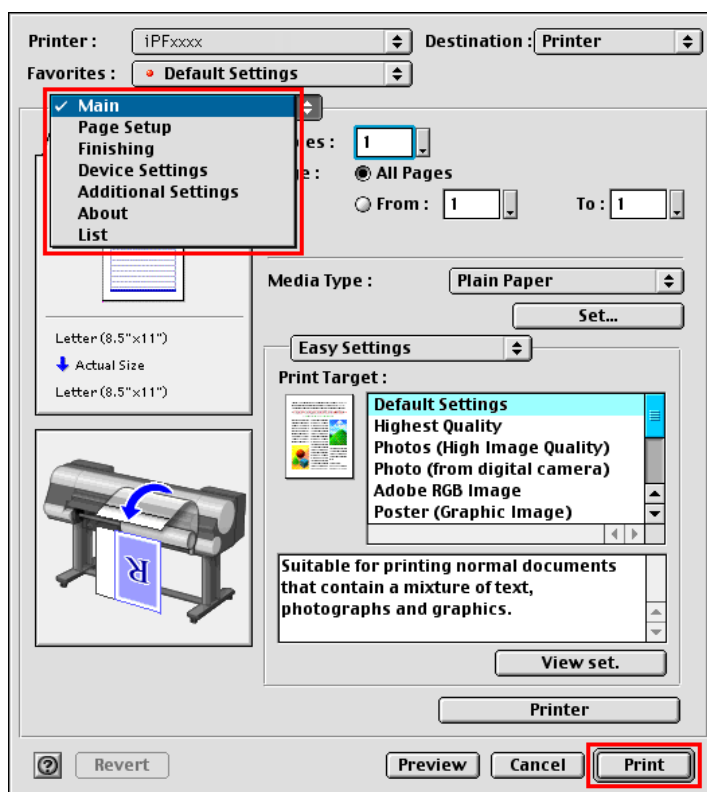 Printer : iPFxxxx Destination : Printer
Favorites : Default Settings
✓ Main
Page Setup
Finishing
Device Settings
Additional Settings
About
List
es : 1
e : All Pages
From : 1 To : 1
Media Type : Plain Paper
Set...
Letter (8.5"x11")
Actual Size
Letter (8.5"x11")
Easy Settings
Print Target :
Default Settings
Highest Quality
Photos (High Image Quality)
Photo (from digital camera)
Adobe RGB Image
Poster (Graphic Image)
R
Suitable for printing normal documents
that contain a mixture of text,
photographs and graphics.
View set.
Printer
? Revert Preview Cancel Print